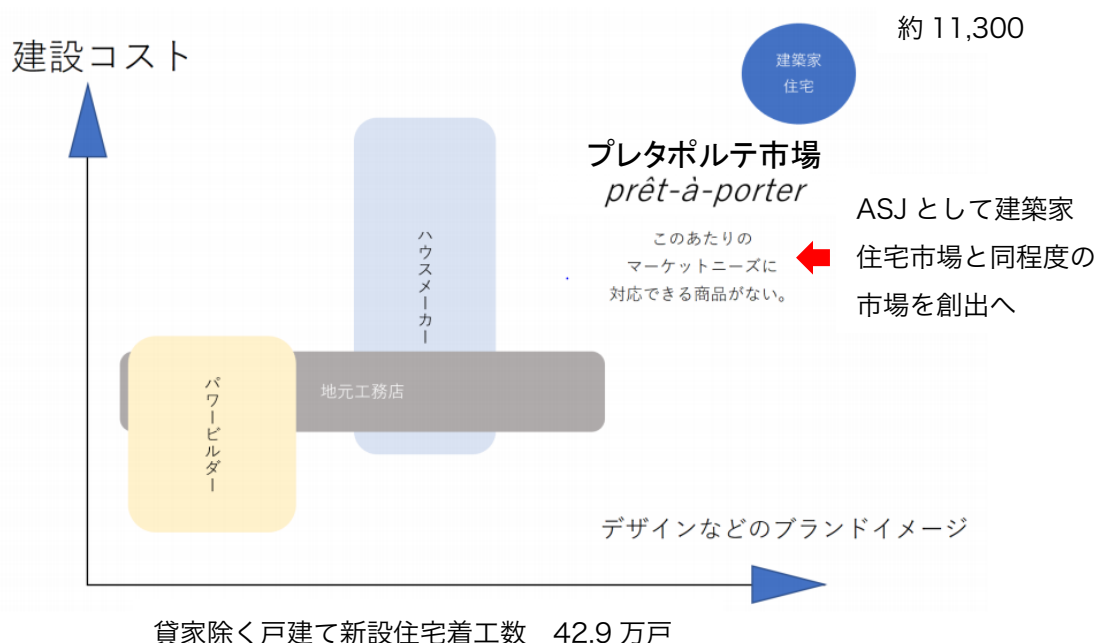 約 11,300
建設コスト
建築家
住宅
プレタポルテ市場
prêt-à-porter
ASJ として建築家
住宅市場と同程度の
市場を創出へ
このあたりの
マーケットニーズに
対応できる商品がない。
ハウスメーカー
パワービルダー
地元工務店
デザインなどのブランドイメージ
貸家除く戸建て新設住宅着工数 42.9 万戸